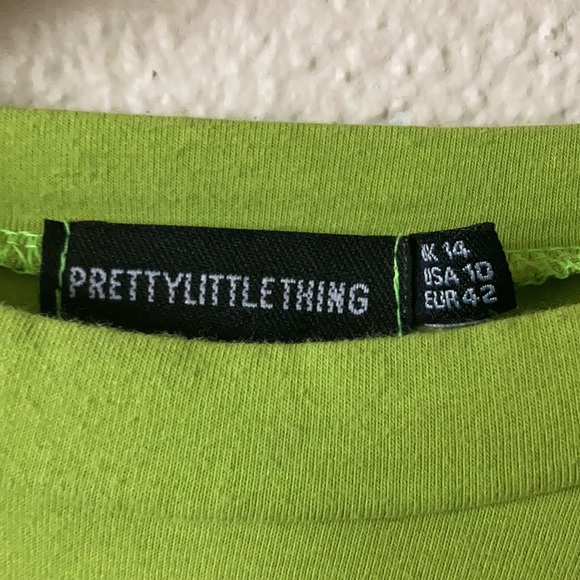 PRETTYLITTLETHING
UK 14
USA 10
EUR 42